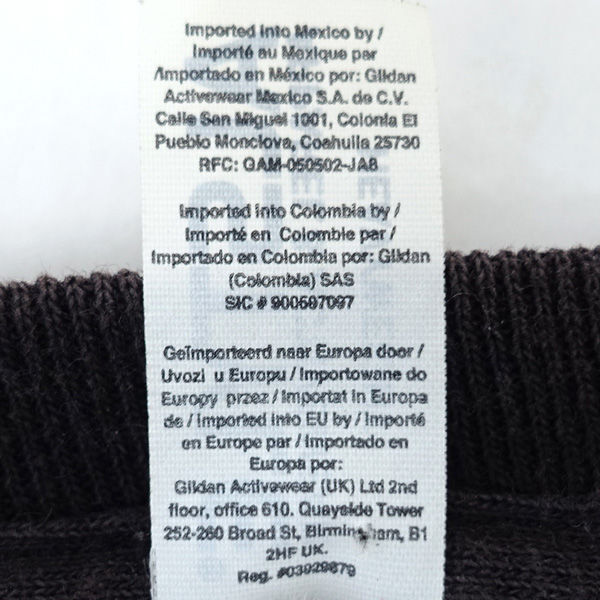 Imported into Mexico by /
Importé au Mexique par
/Importado en México por: Gildan
Activewear Mexico S.A. de C.V.
Calle San Miguel 1001, Colonia El
Pueblo Monclova, Coahuila 25730
RFC: GAM-050502-JA8
Imported into Colombia by /
Importé en Colombie par /
Importado en Colombia por: Gildan
(Colombia) SAS
SIC # 900597097
Geïmporteerd naar Europa door /
Uvozi u Europu / Importowane do
Europy przez / Importat in Europa
de / Imported into EU by / Importé
en Europe par / Importado en
Europa por:
Gildan Activewear (UK) Ltd 2nd
floor, office 610. Quayside Tower
252-260 Broad St, Birmingham, B1
2HF UK.
Reg. #03929879